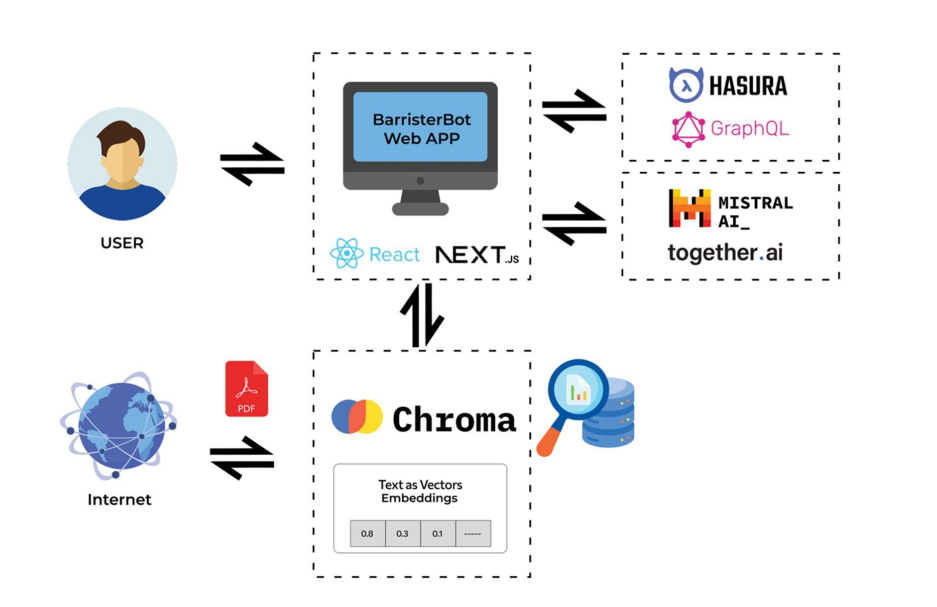 BarristerBot
Web APP
HASURA
GraphQL
MISTRAL
AI_
together.ai
USER
React
NEXT.JS
PDF
Chroma
Internet
Text as Vectors
Embeddings
0.8 0.3 0.1 -----